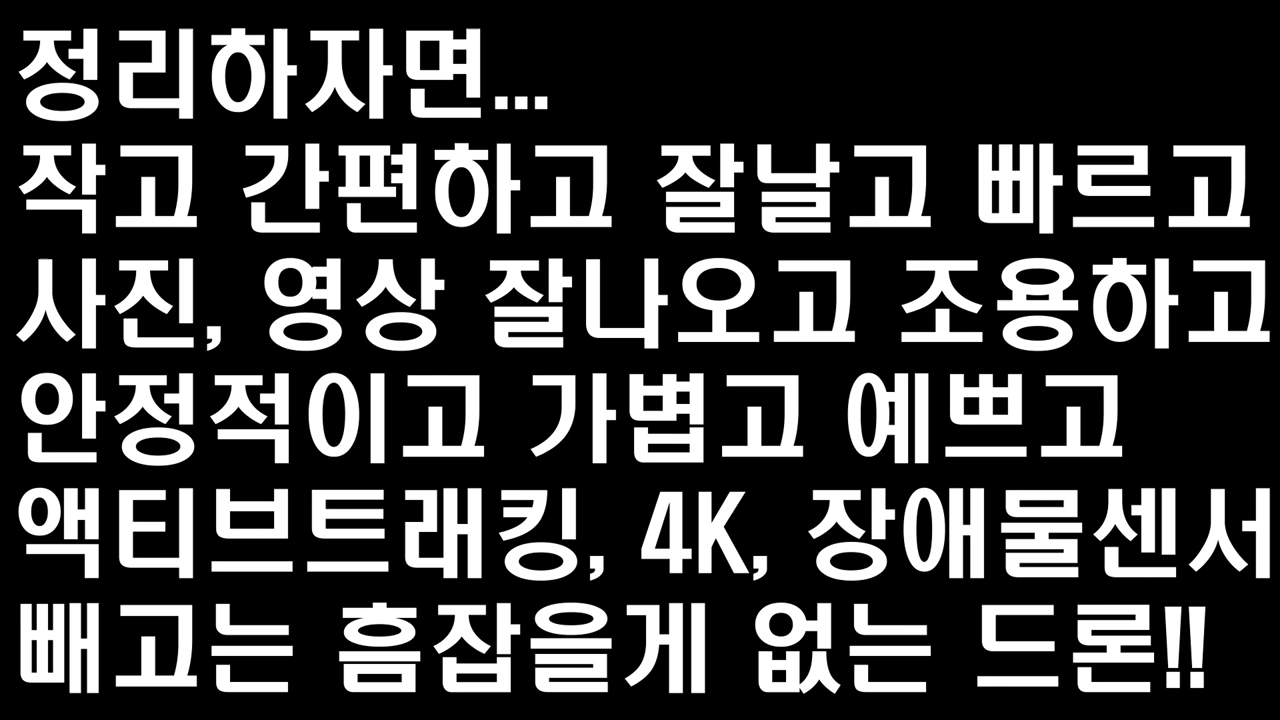 정리하자면...
작고 간편하고 잘날고 빠르고
사진, 영상 잘나오고 조용하고
안정적이고 가볍고 예쁘고
액티브트래킹, 4K, 장애물센서
빼고는 흠잡을게 없는 드론!!